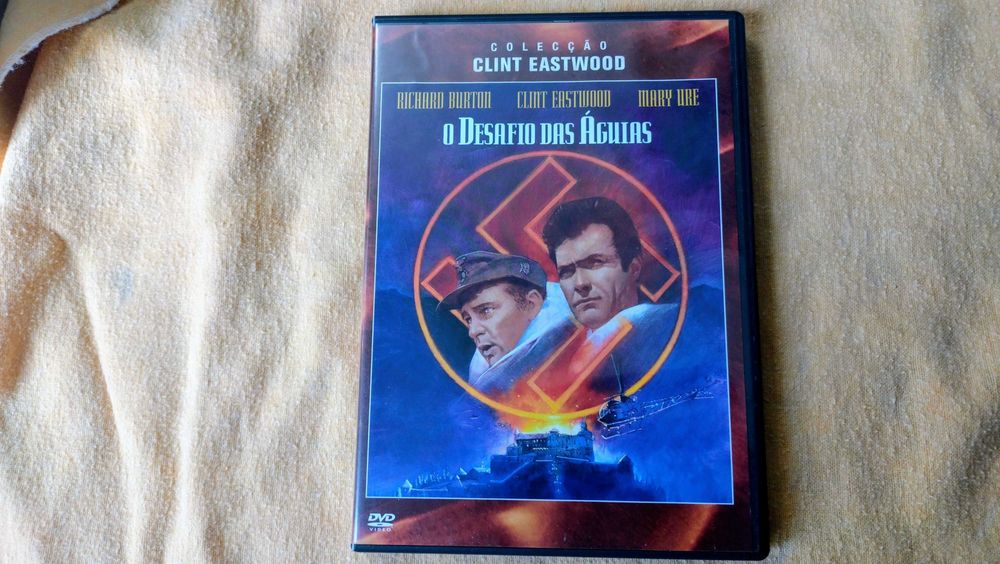 COLECÇÃO
CLINT EASTWOOD
RICHARD BURTON CLINT EASTWOOD MARY URE
O DESAFIO DAS ÁGUIAS
DVD
VIDEO